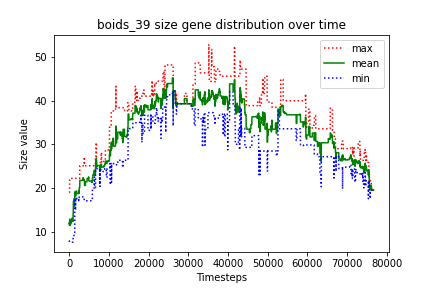 boids_39 size gene distribution over time
max
mean
min
Size value
50
40
30
20
10
0 10000 20000 30000 40000 50000 60000 70000 80000
Timesteps